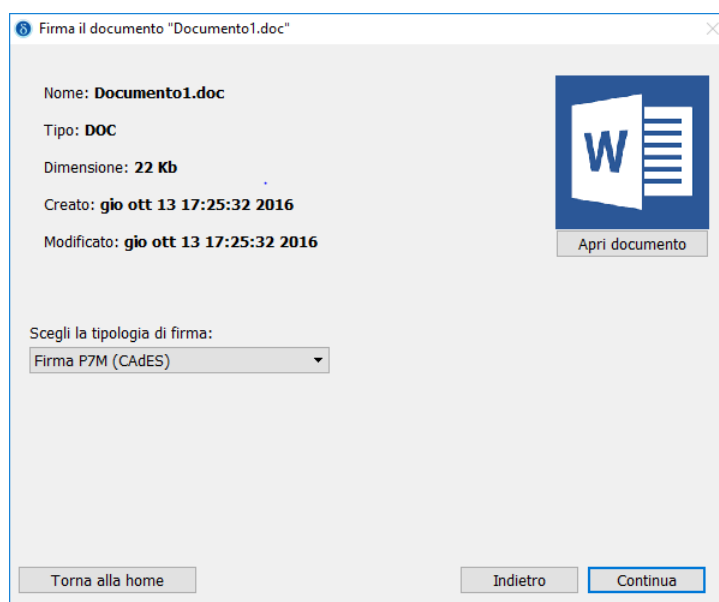 δ Firma il documento "Documento1.doc"
Nome: Documento1.doc
Tipo: DOC
Dimensione: 22 Kb
Creato: gio ott 13 17:25:32 2016
Modificato: gio ott 13 17:25:32 2016
W
Apri documento
Scegli la tipologia di firma:
Firma P7M (CAdES)
Torna alla home
Indietro
Continua